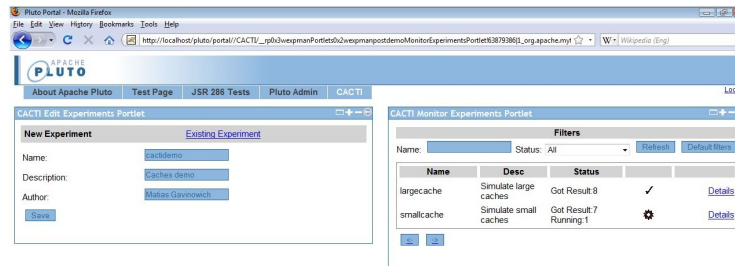 Pluto Portal - Mozilla Firefox
File Edit View History Bookmarks Tools Help
http://localhost/pluto/portal//CACTI/__rp0x3wexpmanPortlets0x2wexpmanpostdemoMonitorExperimentsPortlet!63879386|1_org.apache.my
W Wikipedia (Eng)
APACHE
PLUTO
About Apache Pluto Test Page JSR 286 Tests Pluto Admin CACTI
CACTI Edit Experiments Portlet
New Experiment Existing Experiment
Name: cactidemo
Description: Caches demo
Author: Matias Gavinowich
Save
CACTI Monitor Experiments Portlet
Filters
Name: Status: All Refresh Default filters
Name Desc Status
largecache Simulate large caches Got Result:8 Details
smallcache Simulate small caches Got Result:7 Running:1 Details
<- ->